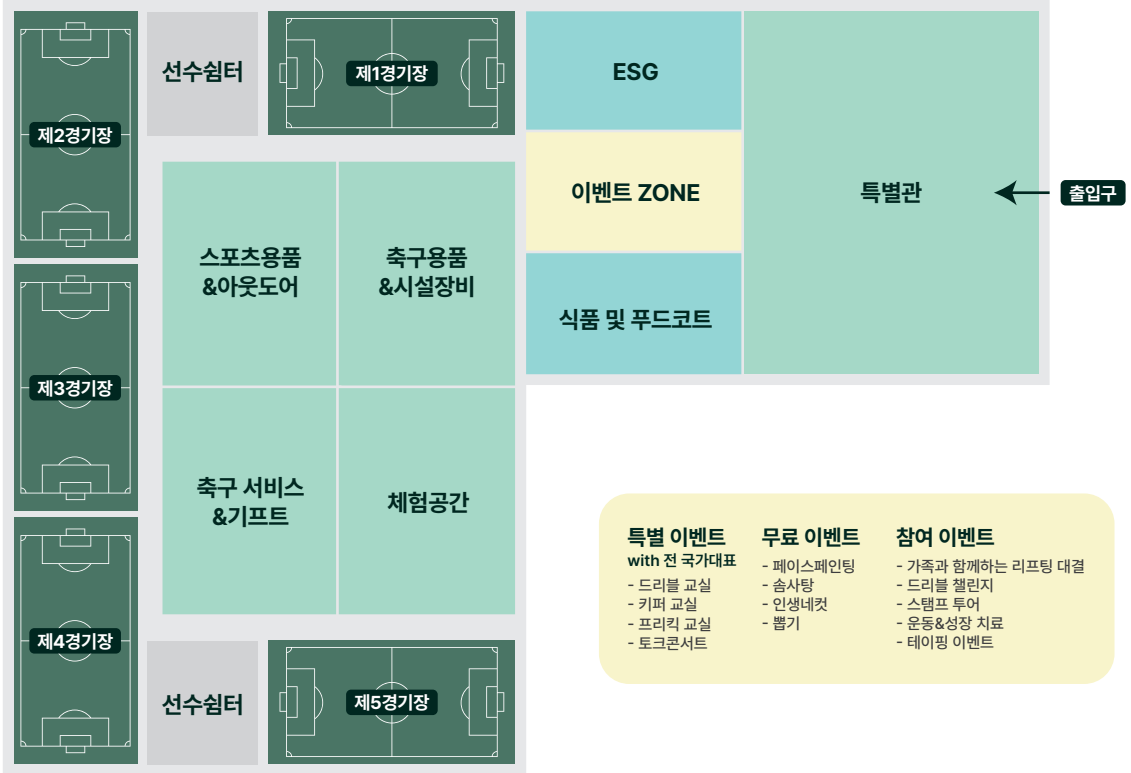 제2경기장
선수쉼터
제1경기장
ESG
이벤트 ZONE
특별관
출입구
스포츠용품
&아웃도어
축구용품
&시설장비
식품 및 푸드코트
제3경기장
축구 서비스
&기프트
체험공간
제4경기장
선수쉼터
제5경기장
특별 이벤트
with 전 국가대표
- 드리블 교실
- 키퍼 교실
- 프리킥 교실
- 토크콘서트
무료 이벤트
- 페이스페인팅
- 솜사탕
- 인생네컷
- 뽑기
참여 이벤트
- 가족과 함께하는 리프팅 대결
- 드리블 챌린지
- 스탬프 투어
- 운동&성장 치료
- 테이핑 이벤트